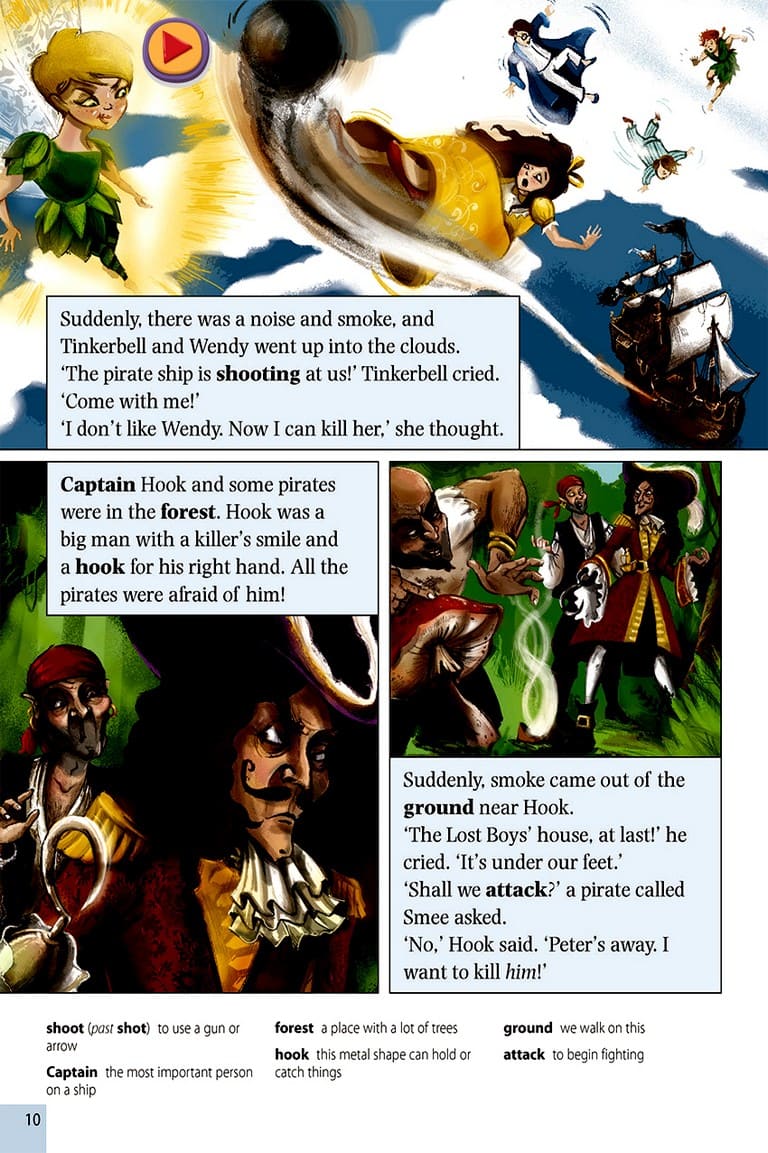 Suddenly, there was a noise and smoke, and
Tinkerbell and Wendy went up into the clouds.
‘The pirate ship is shooting at us!’ Tinkerbell cried.
‘Come with me!’
‘I don’t like Wendy. Now I can kill her,’ she thought.
Captain Hook and some pirates
were in the forest. Hook was a
big man with a killer’s smile and
a hook for his right hand. All the
pirates were afraid of him!
Suddenly, smoke came out of the
ground near Hook.
‘The Lost Boys’ house, at last!’ he
cried. ‘It’s under our feet.’
‘Shall we attack?’ a pirate called
Smee asked.
‘No,’ Hook said. ‘Peter’s away. I
want to kill him!’
shoot (past shot) to use a gun or
arrow
Captain the most important person
on a ship
forest a place with a lot of trees
hook this metal shape can hold or
catch things
ground we walk on this
attack to begin fighting
10